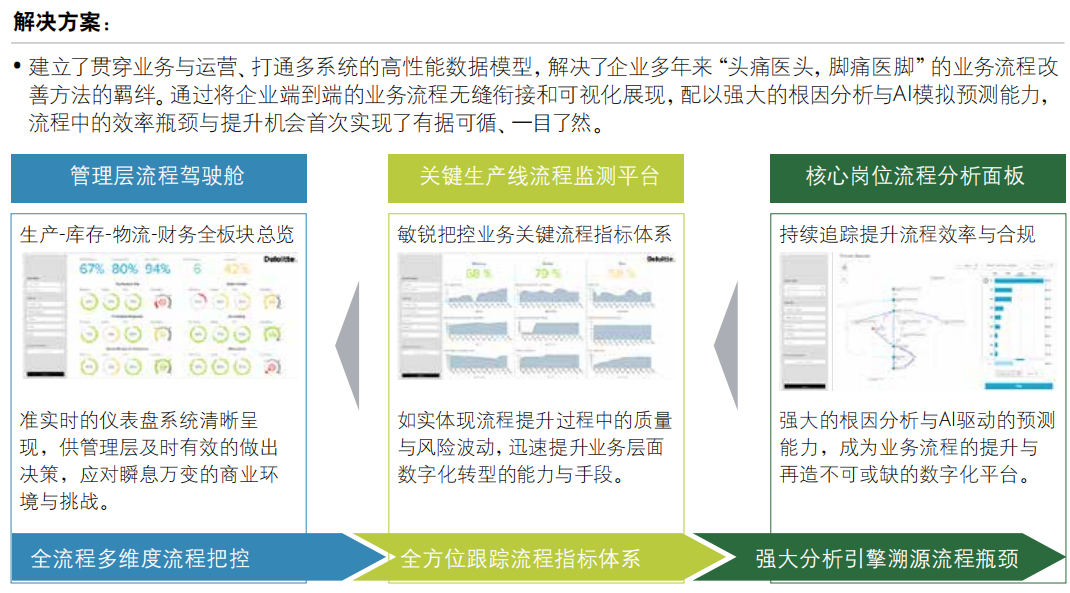 解决方案：
• 建立了贯穿业务与运营、打通多系统的高性能数据模型，解决了企业多年来“头痛医头，脚痛医脚”的业务流程改
善方法的羁绊。通过将企业端到端的业务流程无缝衔接和可视化展现，配以强大的根因分析与AI模拟预测能力，
流程中的效率瓶颈与提升机会首次实现了有据可循、一目了然。
管理层流程驾驶舱
生产-库存-物流-财务全板块总览
Deloitte.
67% 80% 94% 6 42%
准实时的仪表盘系统清晰呈
现，供管理层及时有效的做出
决策，应对瞬息万变的商业环
境与挑战。
全流程多维度流程把控
关键生产线流程监测平台
敏锐把控业务关键流程指标体系
Deloitte.
79 %
如实体现流程提升过程中的质量
与风险波动，迅速提升业务层面
数字化转型的能力与手段。
全方位跟踪流程指标体系
核心岗位流程分析面板
持续追踪提升流程效率与合规
强大的根因分析与AI驱动的预测
能力，成为业务流程的提升与
再造不可或缺的数字化平台。
强大分析引擎溯源流程瓶颈